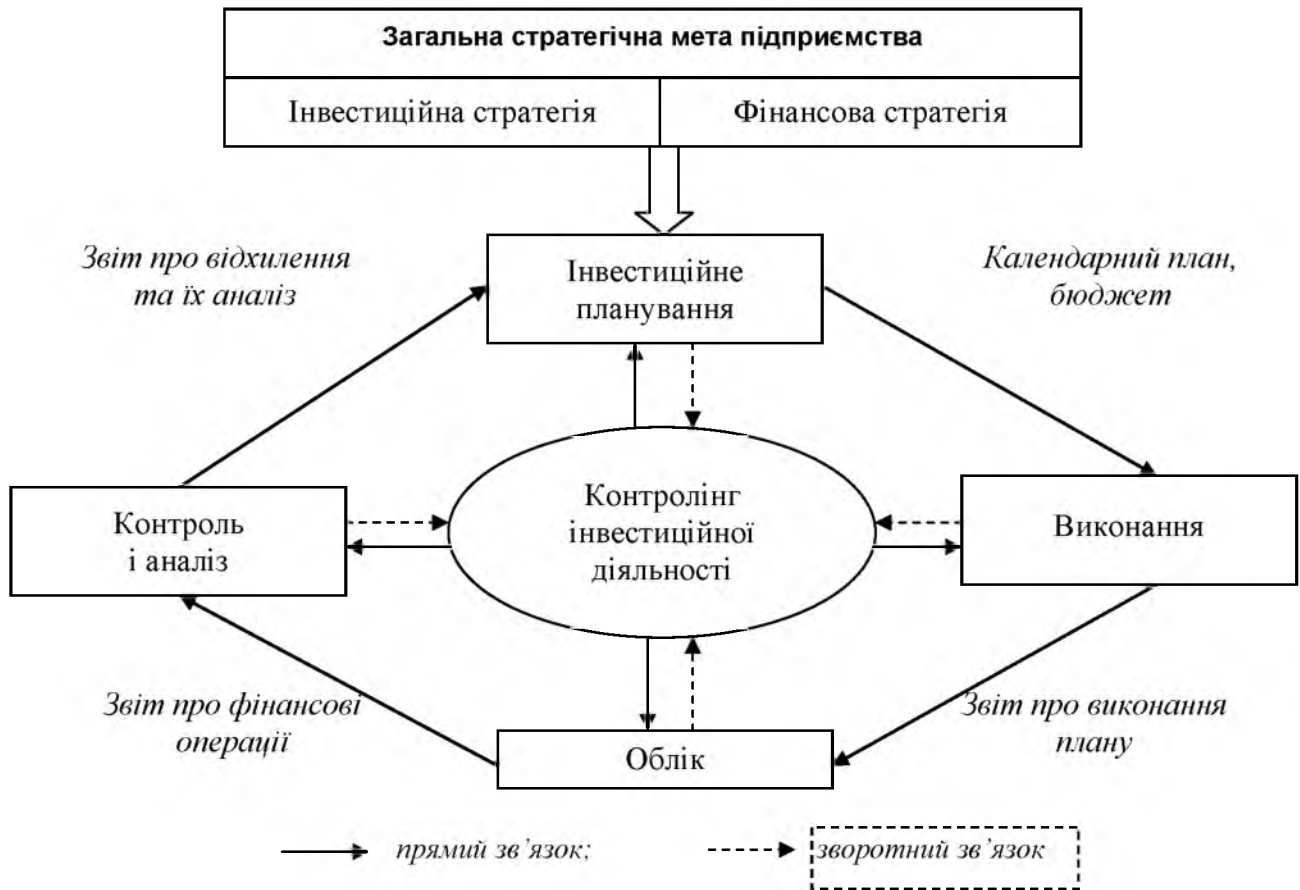 Загальна стратегічна мета підприємства
Інвестиційна стратегія
Фінансова стратегія
Звіт про відхилення
та їх аналіз
Інвестиційне
планування
Календарний план,
бюджет
Контроль
і аналіз
Контролінг
інвестиційної
діяльності
Виконання
Звіт про фінансові
операції
Облік
Звіт про виконання
плану
прямий зв’язок;
зворотний зв’язок